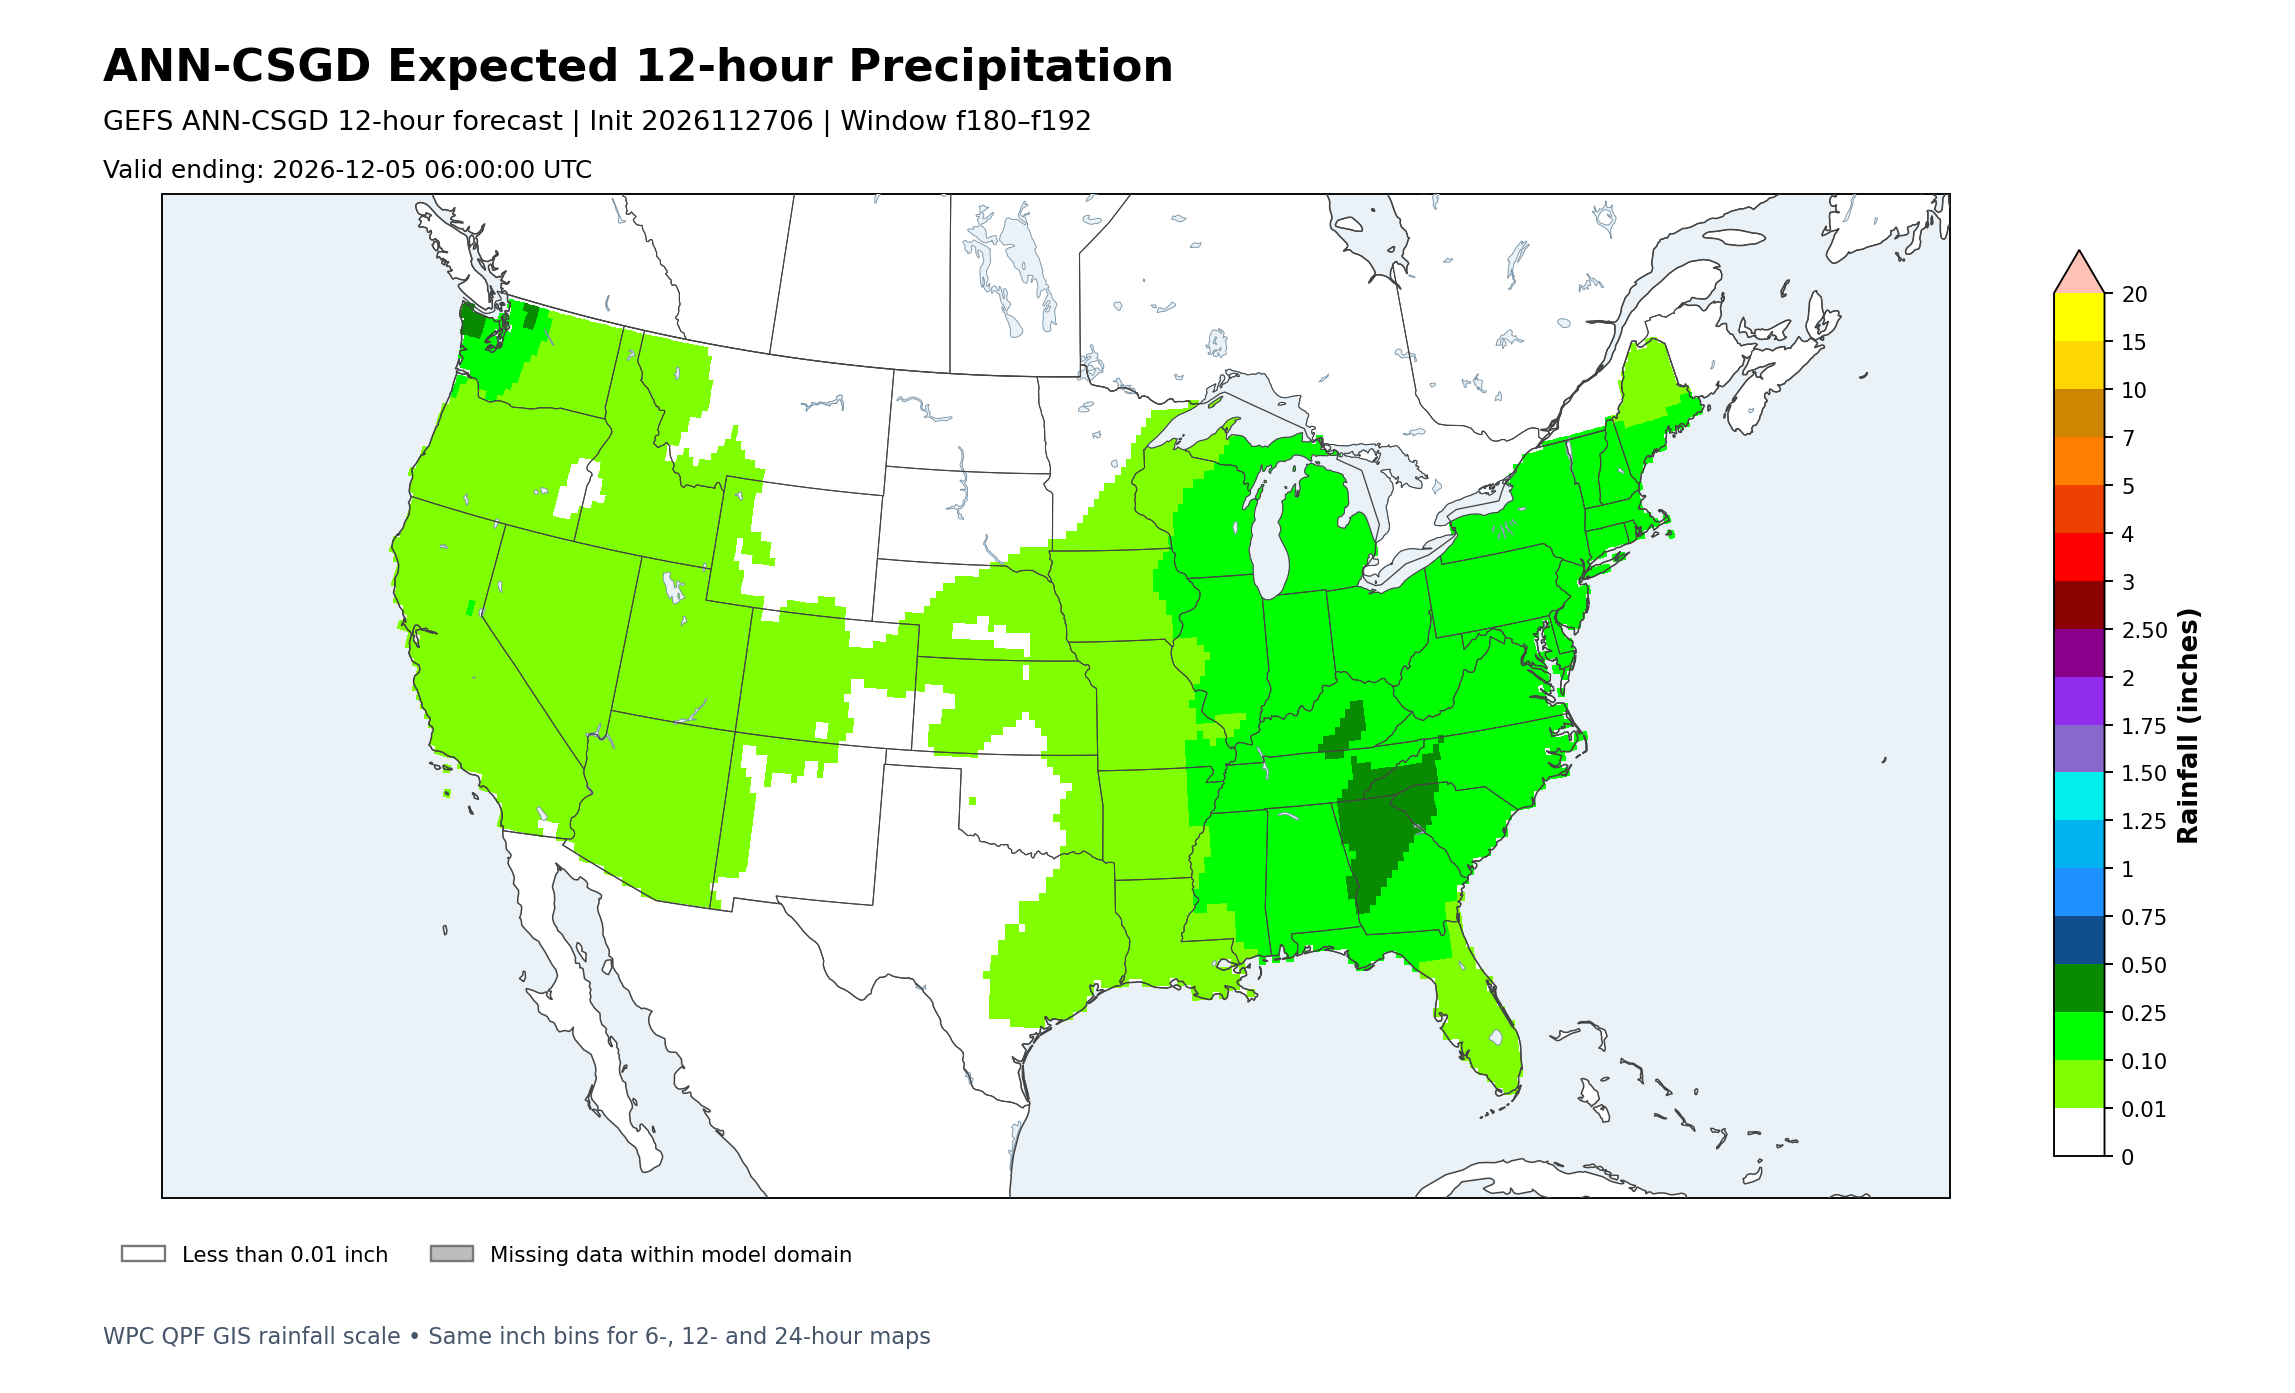 ANN-CSGD Expected 12-hour Precipitation
GEFS ANN-CSGD 12-hour forecast | Init 2026112706 | Window f180–f192
Valid ending: 2026-12-05 06:00:00 UTC
20
15
10
7
5
4
3
2.50
2
1.75
1.50
1.25
1
0.75
0.50
0.25
0.10
0.01
0
Rainfall (inches)
Less than 0.01 inch
Missing data within model domain
WPC QPF GIS rainfall scale • Same inch bins for 6-, 12- and 24-hour maps